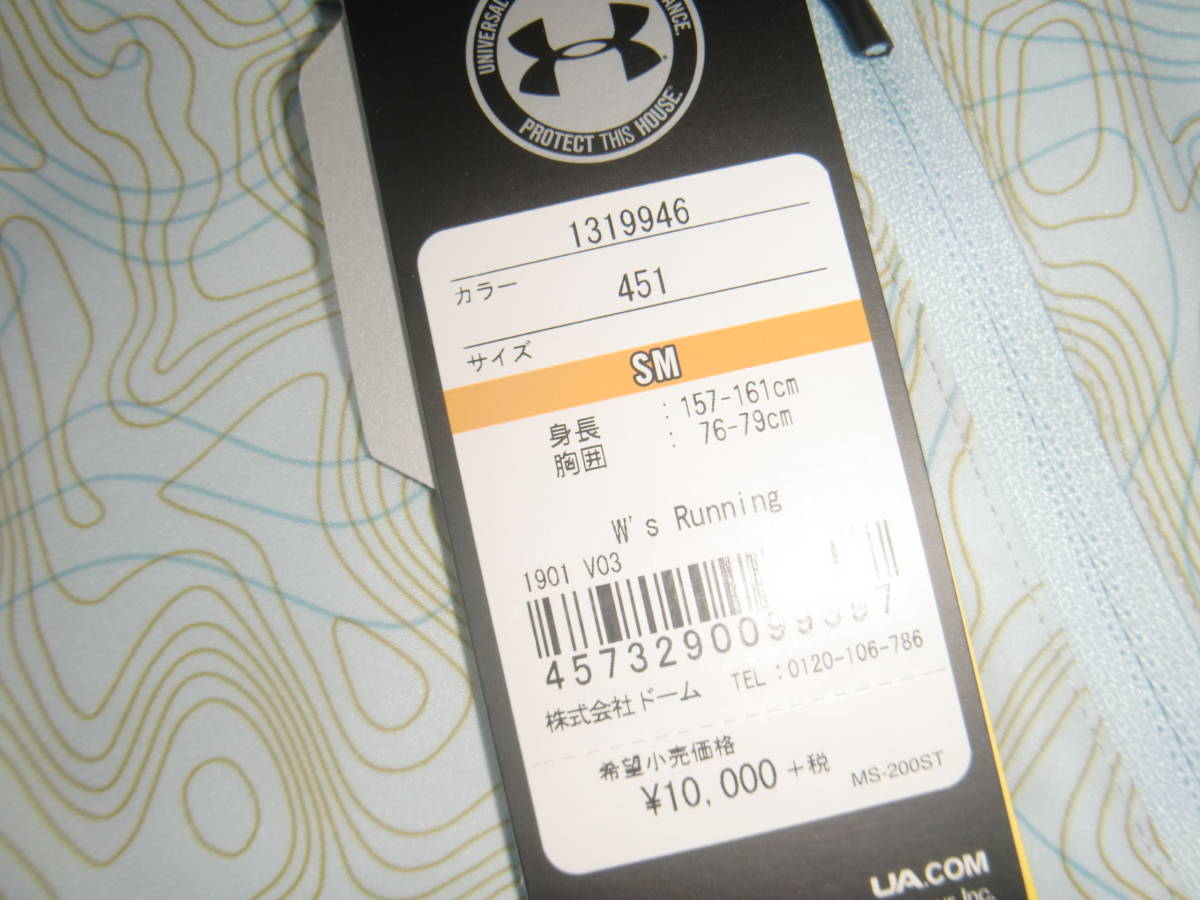 UNIVERSAL
PROTECT THIS HOUSE.
1319946
カラー 451
サイズ SM
身長 : 157-161cm
胸囲 : 76-79cm
W's Running
1901 V03
株式会社ドーム TEL:0120-106-786
希望小売価格
¥10,000 +税 MS-200ST
UA.COM
Inc.